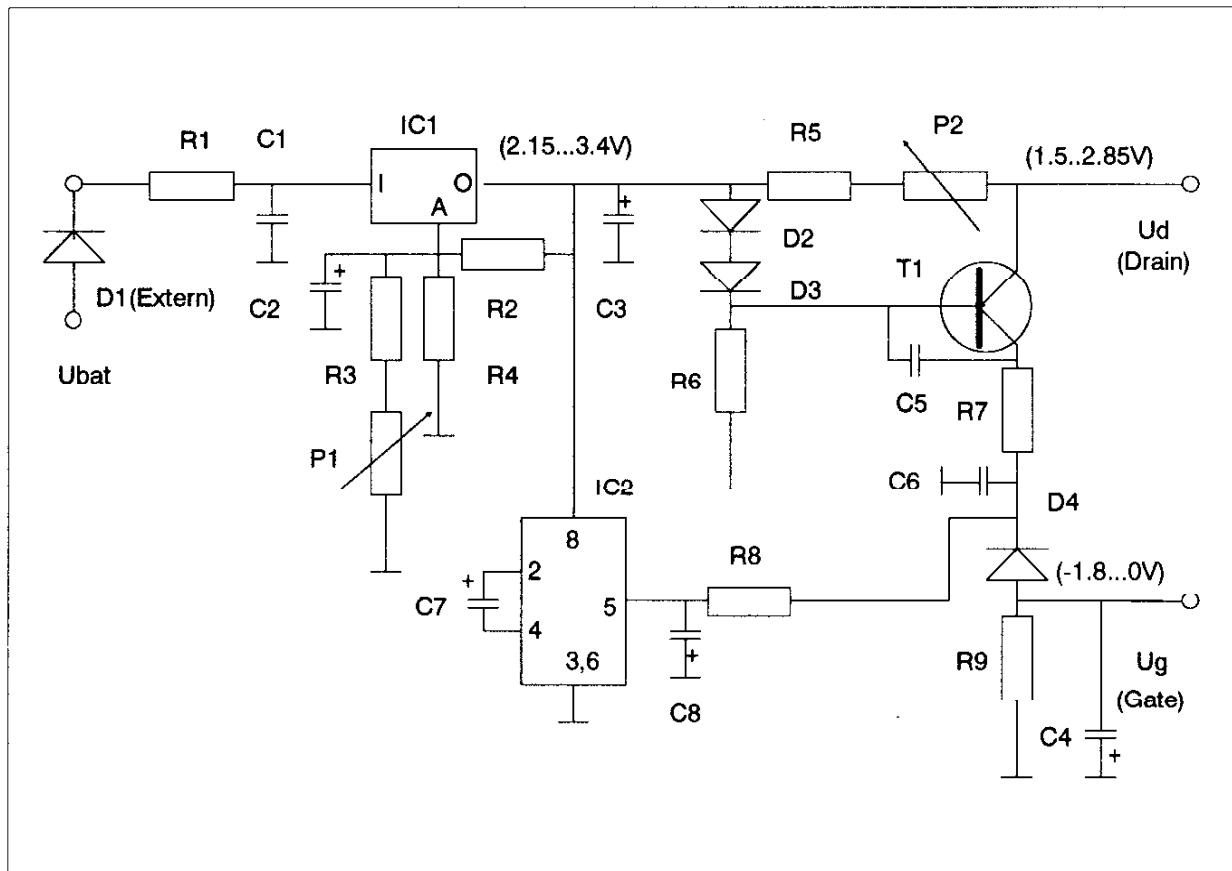 R1
C1
IC1
(2.15...3.4V)
R5
P2
(1.5..2.85V)
I
O
A
D2
Ud
(Drain)
T1
D1(Extern)
C2
R2
C3
D3
Ubat
R3
R4
R6
C5
R7
P1
IC2
C6
D4
8
R8
(-1.8...0V)
2
C7
5
4
3,6
R9
Ug
(Gate)
C8
C4